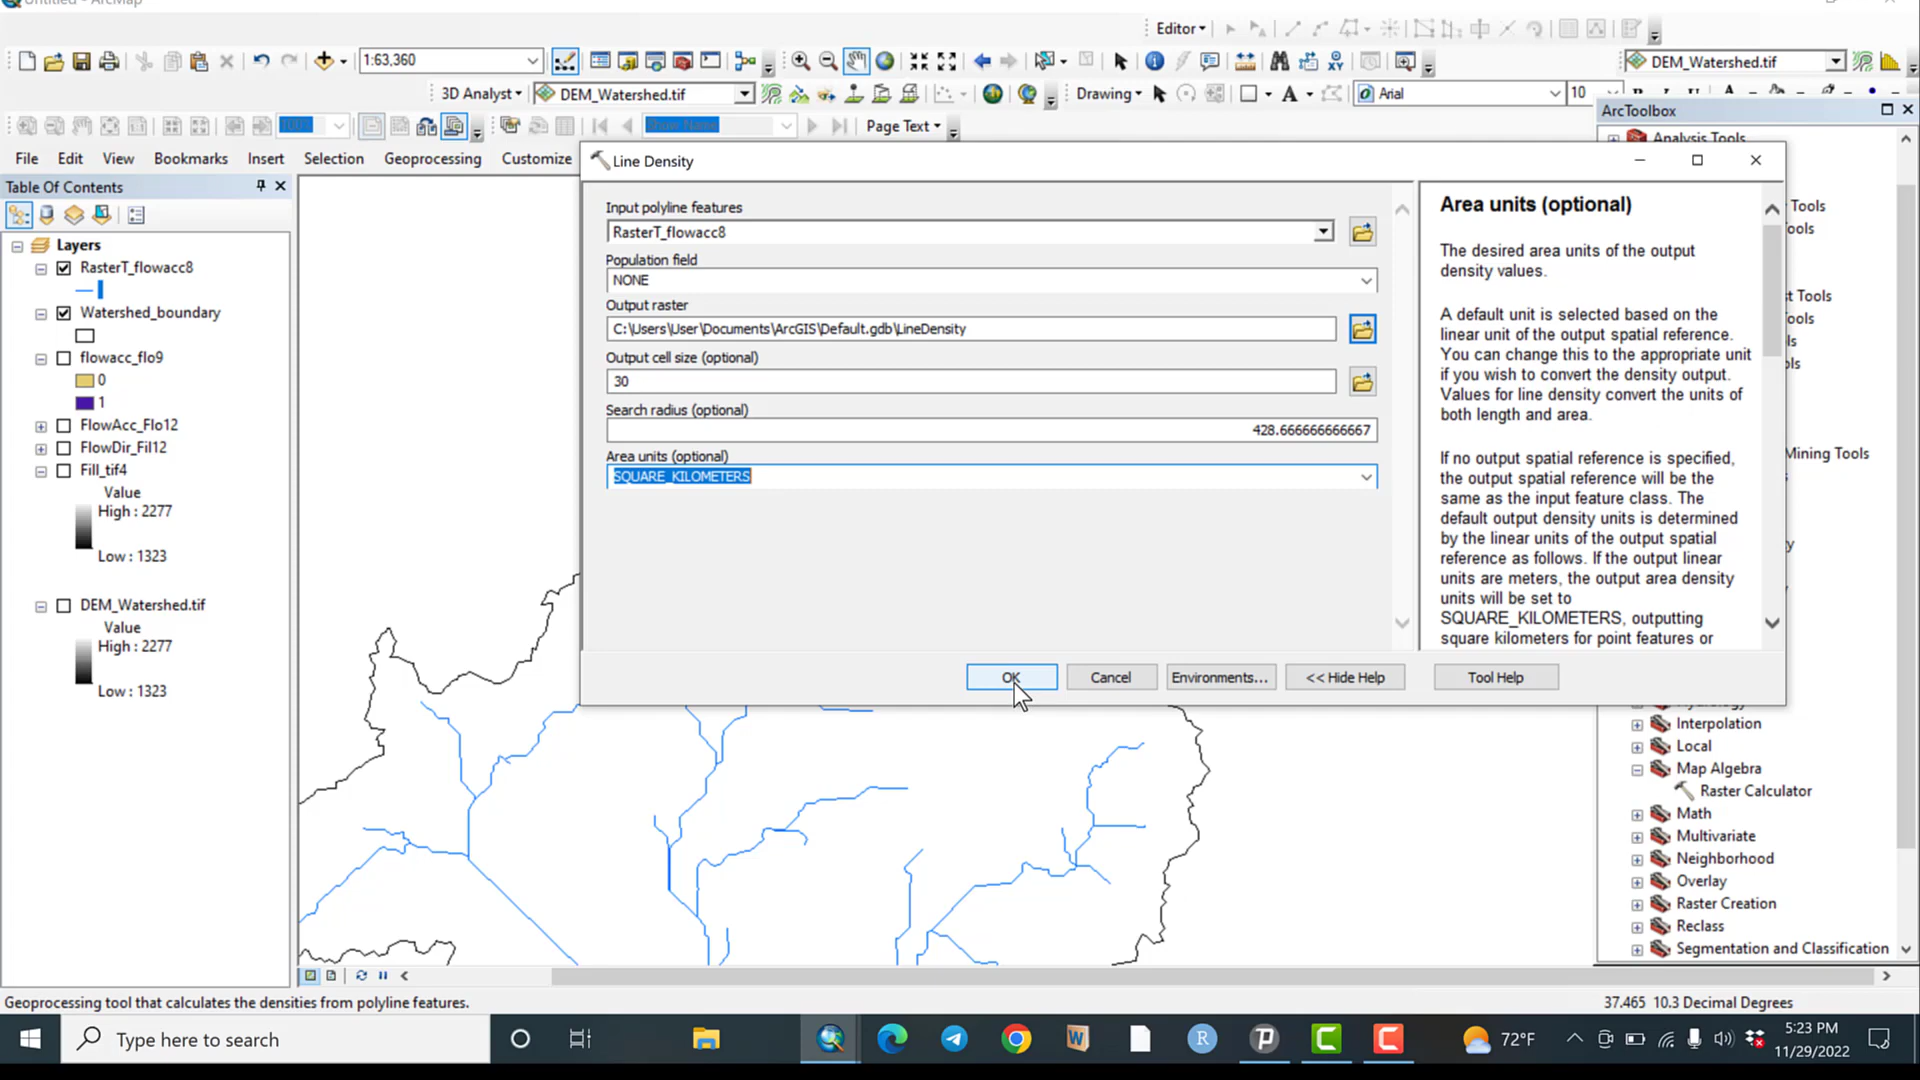 Untitled - ArcMap
Editor
1:63,360
DEM_Watershed.tif
3D Analyst
DEM_Watershed.tif
Drawing
A
Arial
10
ArcToolbox
100%
Page Text
Analysis Tools
File Edit View Bookmarks Insert Selection Geoprocessing Customize
Line Density
Table Of Contents
Input polyline features
RasterT_flowacc8
Population field
NONE
Output raster
C:\Users\User\Documents\ArcGIS\Default.gdb\LineDensity
Output cell size (optional)
30
Search radius (optional)
428.666666666667
Area units (optional)
SQUARE_KILOMETERS
Area units (optional)
The desired area units of the output
density values.
A default unit is selected based on the
linear unit of the output spatial reference.
You can change this to the appropriate unit
if you wish to convert the density output.
Values for line density convert the units of
both length and area.
If no output spatial reference is specified,
the output spatial reference will be the
same as the input feature class. The
default output density units is determined
by the linear units of the output spatial
reference as follows. If the output linear
units are meters, the output area density
units will be set to
SQUARE_KILOMETERS, outputting
square kilometers for point features or
OK
Cancel
Environments...
<< Hide Help
Tool Help
Layers
RasterT_flowacc8
Watershed_boundary
flowacc_flo9
0
1
FlowAcc_Flo12
FlowDir_Fil12
Fill_tif4
Value
High : 2277
Low : 1323
DEM_Watershed.tif
Value
High : 2277
Low : 1323
Tools
ols
t Tools
ols
ls
Mining Tools
Interpolation
Local
Map Algebra
Raster Calculator
Math
Multivariate
Neighborhood
Overlay
Raster Creation
Reclass
Segmentation and Classification
Geoprocessing tool that calculates the densities from polyline features.
37.465 10.3 Decimal Degrees
Type here to search
72°F
5:23 PM
11/29/2022